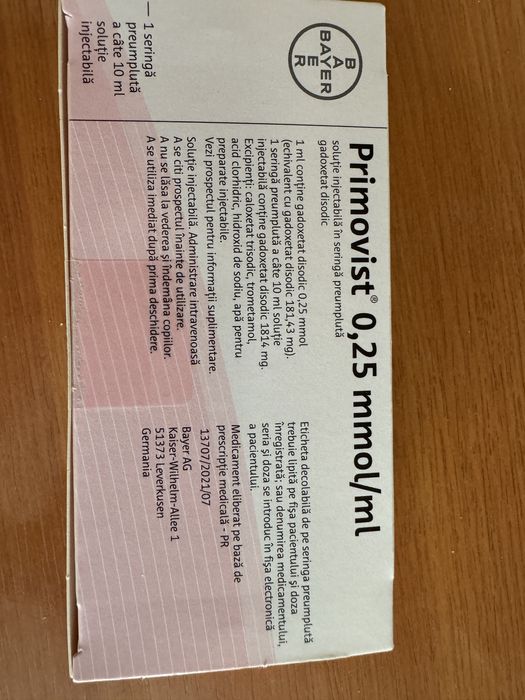 BAYER
BAYER
Primovist® 0,25 mmol/ml
soluție injectabilă în seringă preumplută
gadoxetat disodic
1 ml conține gadoxetat disodic 0,25 mmol
(echivalent cu gadoxetat disodic 181,43 mg).
1 seringă preumplută a câte 10 ml soluție
injectabilă conține gadoxetat disodic 1814 mg.
Excipienți: caloxetat trisodic, trometamol,
acid clorhidric, hidroxid de sodiu, apă pentru
preparate injectabile.
Vezi prospectul pentru informații suplimentare.
Soluție injectabilă. Administrare intravenoasă
A se citi prospectul înainte de utilizare.
A nu se lăsa la vederea și îndemâna copiilor.
A se utiliza imediat după prima deschidere.
Eticheta decolabilă de pe seringa preumplută
trebuie lipită pe fișa pacientului și doza
înregistrată, sau denumirea medicamentului,
seria și doza se introduc în fișa electronică
a pacientului.
Medicament eliberat pe bază de
prescripție medicală - PR
13707/2021/07
Bayer AG
Kaiser-Wilhelm-Allee 1
51373 Leverkusen
Germania
— 1 seringă
preumplută
a câte 10 ml
soluție
injectabilă